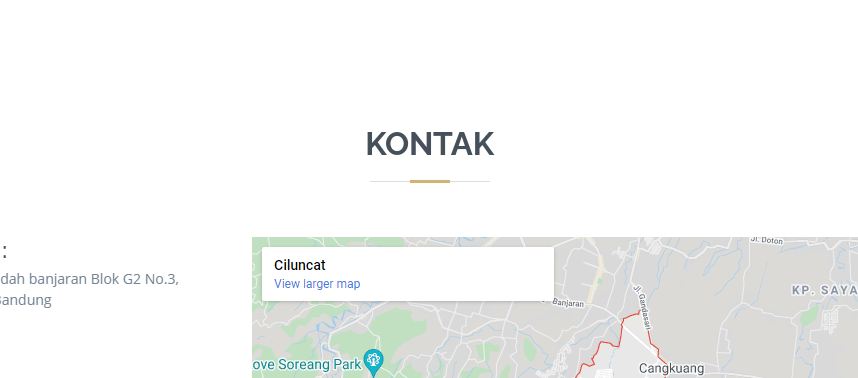 KONTAK
:
dah banjaran Blok G2 No.3,
Bandung
Ciluncat
View larger map
Jl. Doton
Banjaran
Jl. Gandasari
KP. SAYA
ove Soreang Park
Cangkuang